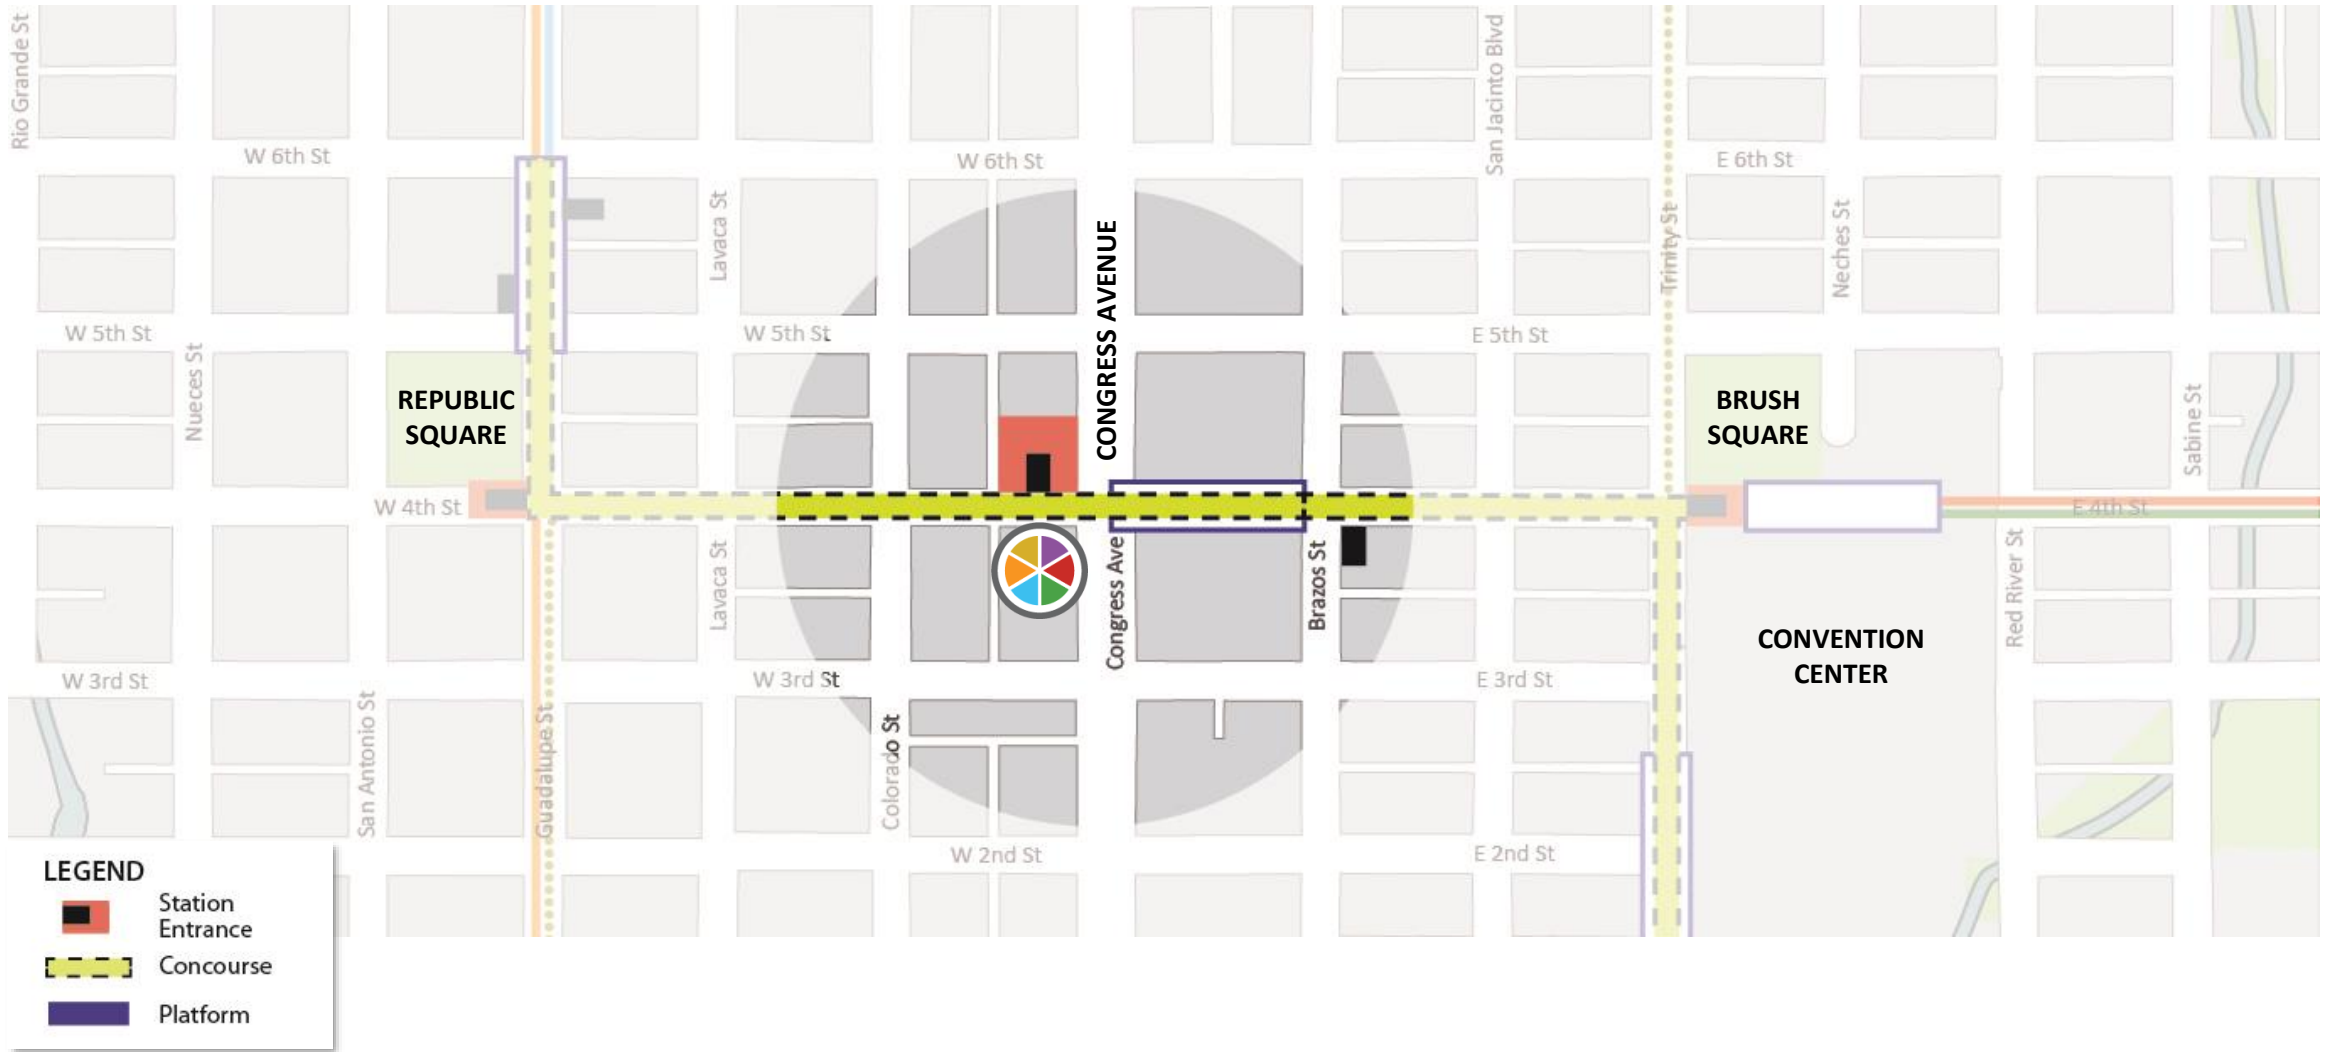 Rio Grande St
San Jacinto Blvd
W 6th St
W 6th St
E 6th St
Lavaca St
CONGRESS AVENUE
Trinity St
Neches St
W 5th St
W 5th St
E 5th St
Nueces St
REPUBLIC
SQUARE
BRUSH
SQUARE
Sabine St
W 4th St
E 4th St
Lavaca St
Congress Ave
Brazos St
Red River St
CONVENTION
CENTER
W 3rd St
W 3rd St
E 3rd St
San Antonio St
Guadalupe St
Colorado St
W 2nd St
E 2nd St
LEGEND
Station
Entrance
Concourse
Platform